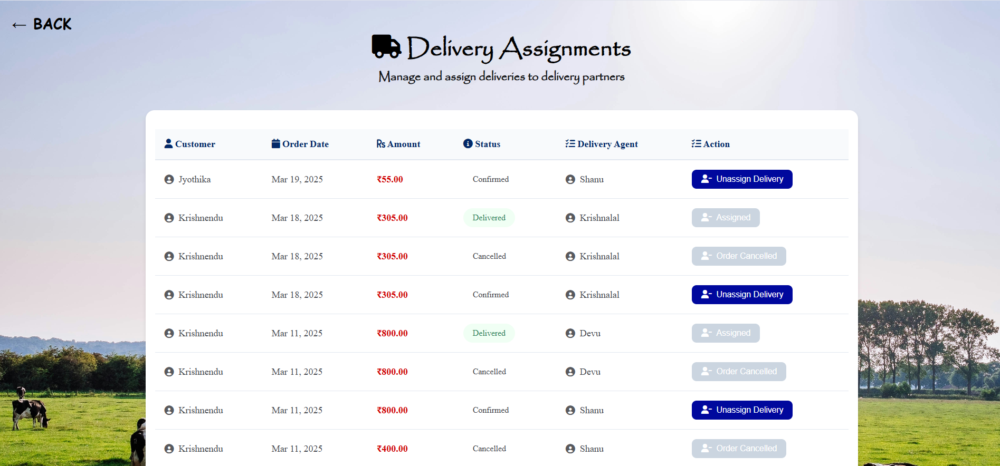 ← BACK
Delivery Assignments
Manage and assign deliveries to delivery partners
Customer Order Date Rs Amount Status Delivery Agent Action
Jyothika Mar 19, 2025 ₹55.00 Confirmed Shanu Unassign Delivery
Krishnendu Mar 18, 2025 ₹305.00 Delivered Krishnalal Assigned
Krishnendu Mar 18, 2025 ₹305.00 Cancelled Krishnalal Order Cancelled
Krishnendu Mar 18, 2025 ₹305.00 Confirmed Krishnalal Unassign Delivery
Krishnendu Mar 11, 2025 ₹800.00 Delivered Devu Assigned
Krishnendu Mar 11, 2025 ₹800.00 Cancelled Devu Order Cancelled
Krishnendu Mar 11, 2025 ₹800.00 Confirmed Shanu Unassign Delivery
Krishnendu Mar 11, 2025 ₹400.00 Cancelled Shanu Order Cancelled